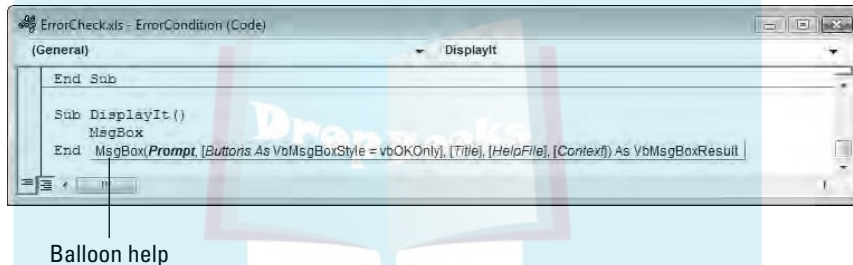 ErrorCheck.xls - ErrorCondition (Code)
(General) DisplayIt
End Sub
Sub DisplayIt()
MsgBox
End MsgBox(Prompt, [Buttons As VbMsgBoxStyle = vbOKOnly], [Title], [HelpFile], [Context]) As VbMsgBoxResult
DropBooks
Balloon help